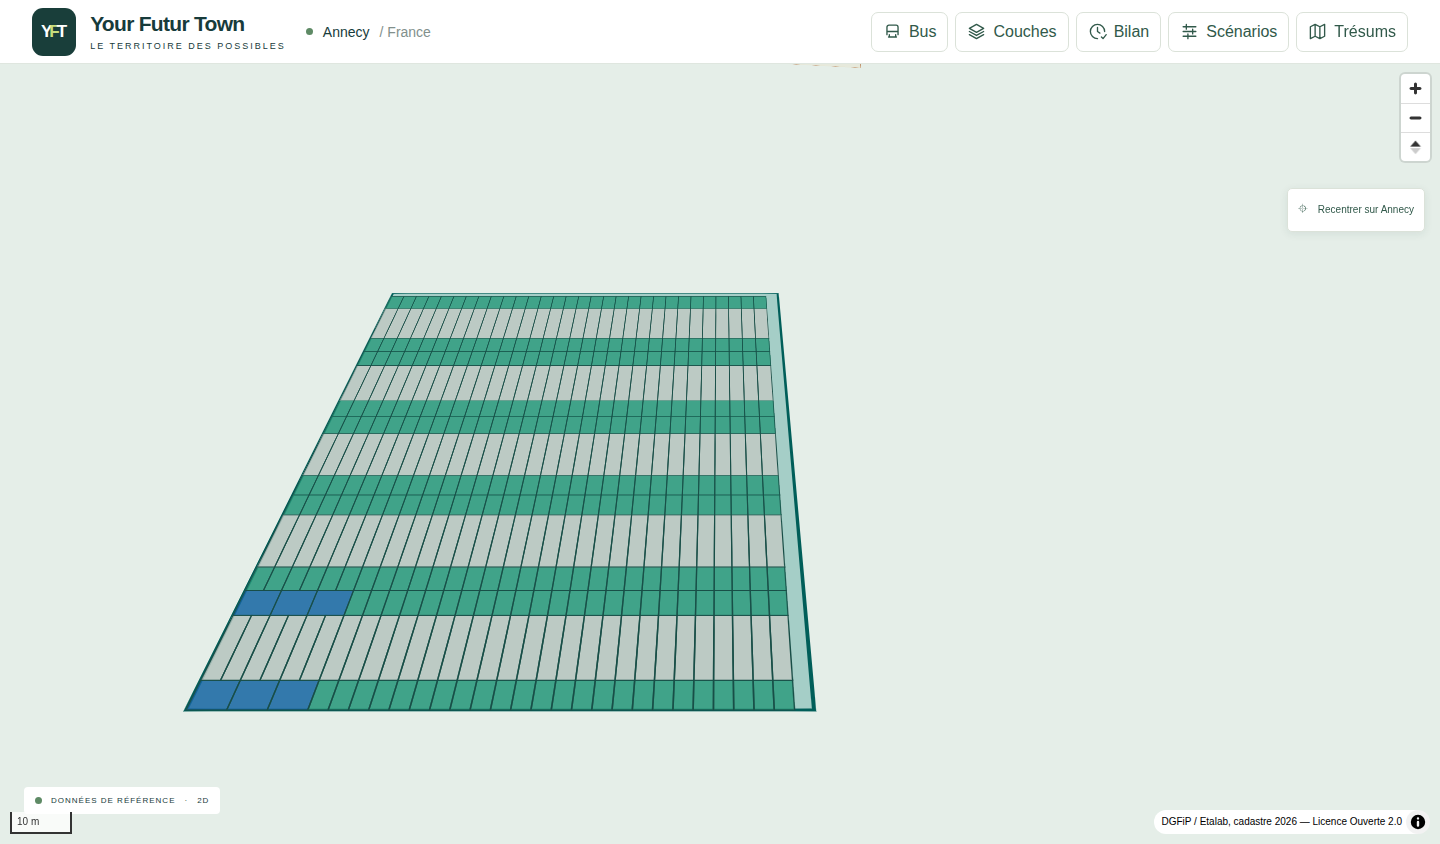 YFT
Your Futur Town
LE TERRITOIRE DES POSSIBLES
Annecy / France
Bus
Couches
Bilan
Scénarios
Trésums
Recentrer sur Annecy
DONNÉES DE RÉFÉRENCE · 2D
10 m
DGFiP / Etalab, cadastre 2026 — Licence Ouverte 2.0